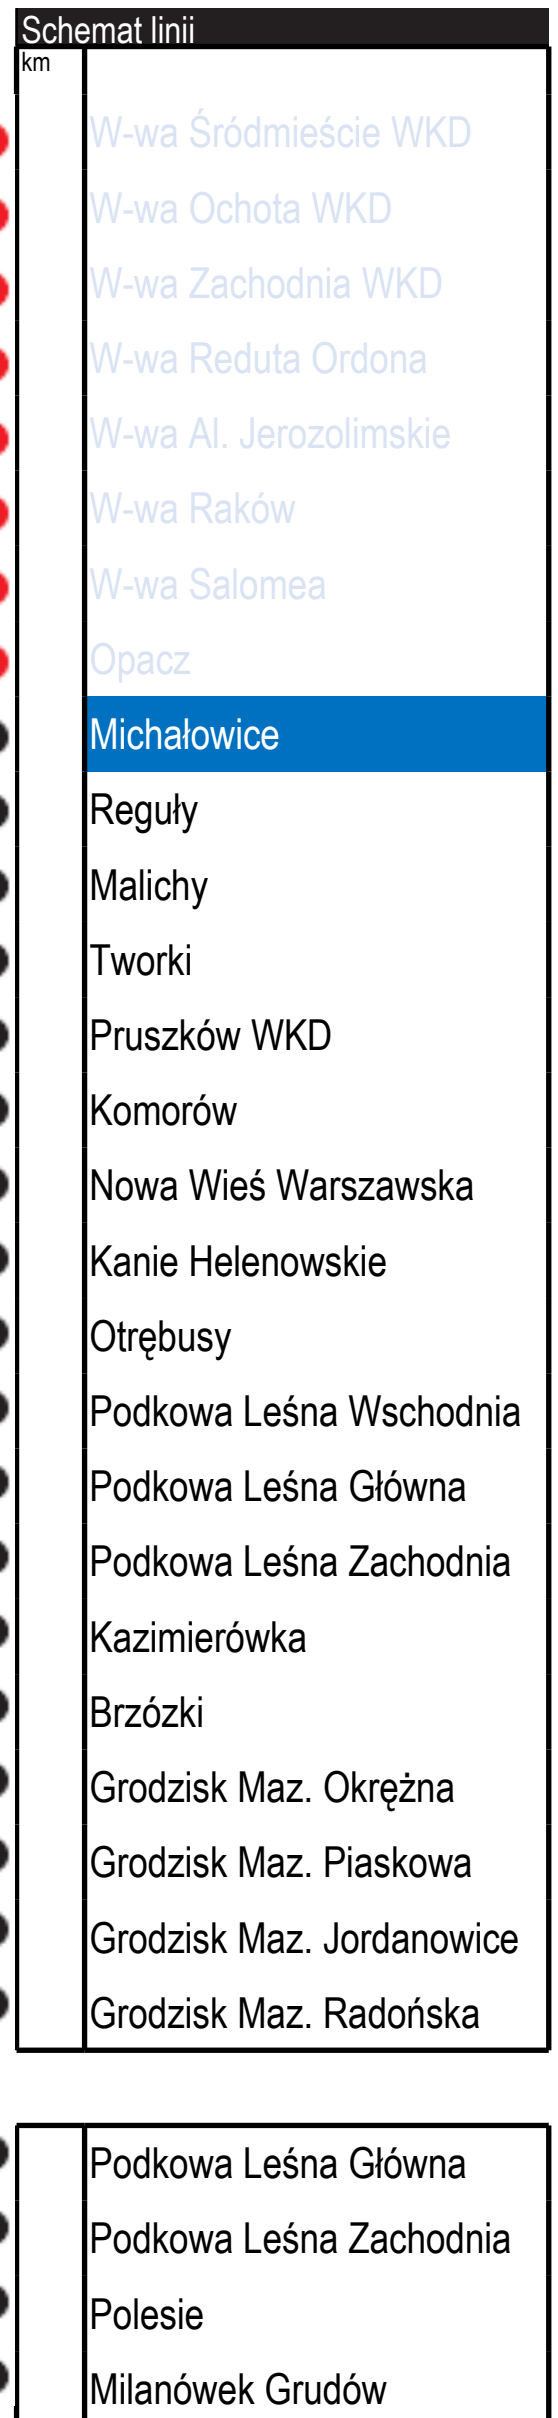 Schemat linii
km
W-wa Śródmieście WKD
W-wa Ochota WKD
W-wa Zachodnia WKD
W-wa Reduta Ordona
W-wa Al. Jerozolimskie
W-wa Raków
W-wa Salomea
Opacz
Michałowice
Reguły
Malichy
Tworki
Pruszków WKD
Komorów
Nowa Wieś Warszawska
Kanie Helenowskie
Otrębusy
Podkowa Leśna Wschodnia
Podkowa Leśna Główna
Podkowa Leśna Zachodnia
Kazimierówka
Brzózki
Grodzisk Maz. Okrężna
Grodzisk Maz. Piaskowa
Grodzisk Maz. Jordanowice
Grodzisk Maz. Radońska
Podkowa Leśna Główna
Podkowa Leśna Zachodnia
Polesie
Milanówek Grudów